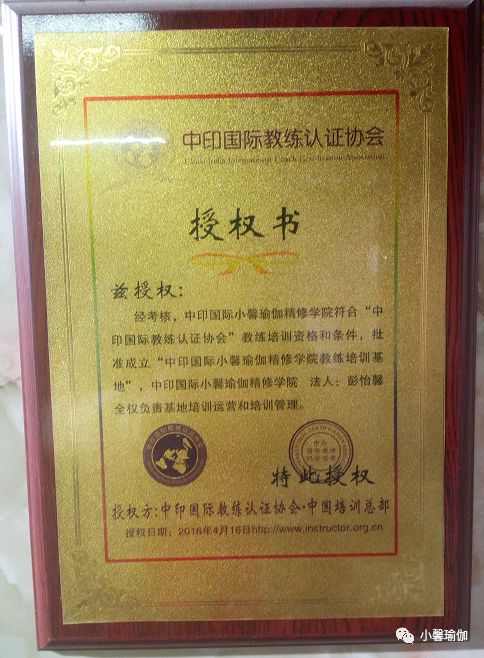 中印国际教练认证协会
China-India International Coach Certification Association
授权书
兹授权：
经考核，中印国际小馨瑜伽精修学院符合“中
印国际教练认证协会”教练培训资格和条件，批
准成立“中印国际小馨瑜伽精修学院教练培训基
地”，中印国际小馨瑜伽精修学院 法人：彭怡馨
全权负责基地培训运营和培训管理。
特此授权
授权方：中印国际教练认证协会·中国培训总部
授权日期：2016年4月16日http://www.instructor.org.cn
小馨瑜伽